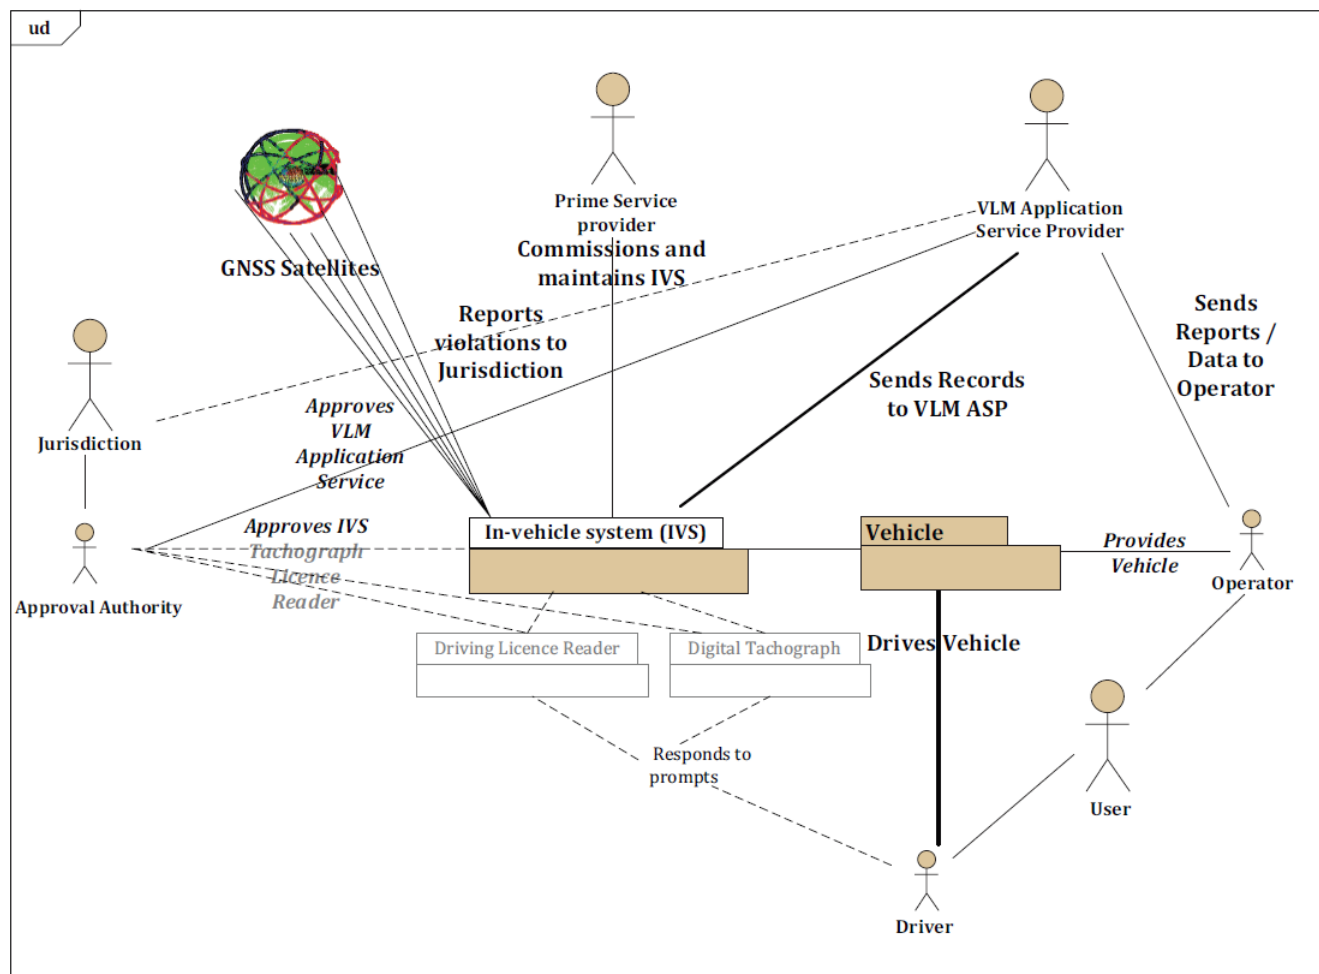 ud
Prime Service
provider
Commissions and
maintains IVS
VLM Application
Service Provider
GNSS Satellites
Reports
violations to
Jurisdiction
Sends
Reports /
Data to
Operator
Sends Records
to VLM ASP
Jurisdiction
Approves
VLM
Application
Service
Approves IVS
Tachograph
Licence
Reader
Approval Authority
In-vehicle system (IVS)
Vehicle
Provides
Vehicle
Operator
Driving Licence Reader
Digital Tachograph
Drives Vehicle
Responds to
prompts
User
Driver